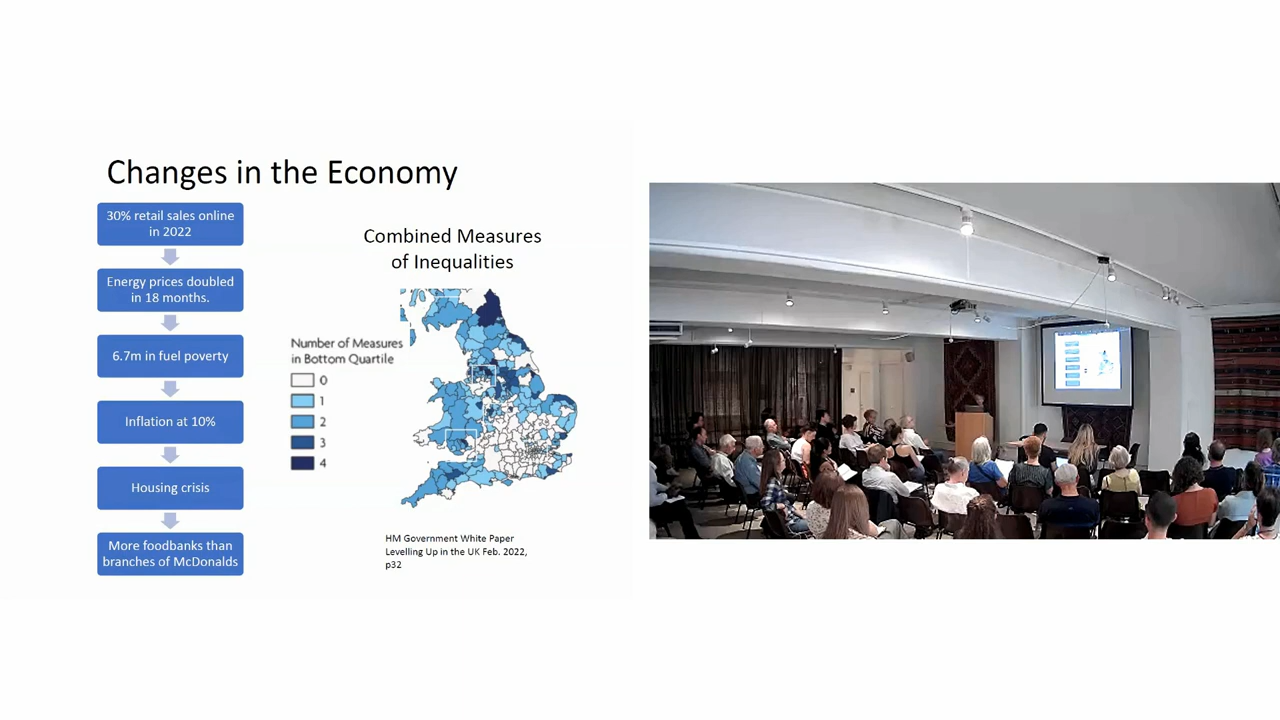 Changes in the Economy
30% retail sales online
in 2022
Energy prices doubled
in 18 months.
6.7m in fuel poverty
Inflation at 10%
Housing crisis
More foodbanks than
branches of McDonalds
Combined Measures
of Inequalities
Number of Measures
in Bottom Quartile
0
1
2
3
4
HM Government White Paper
Levelling Up in the UK Feb. 2022,
p32